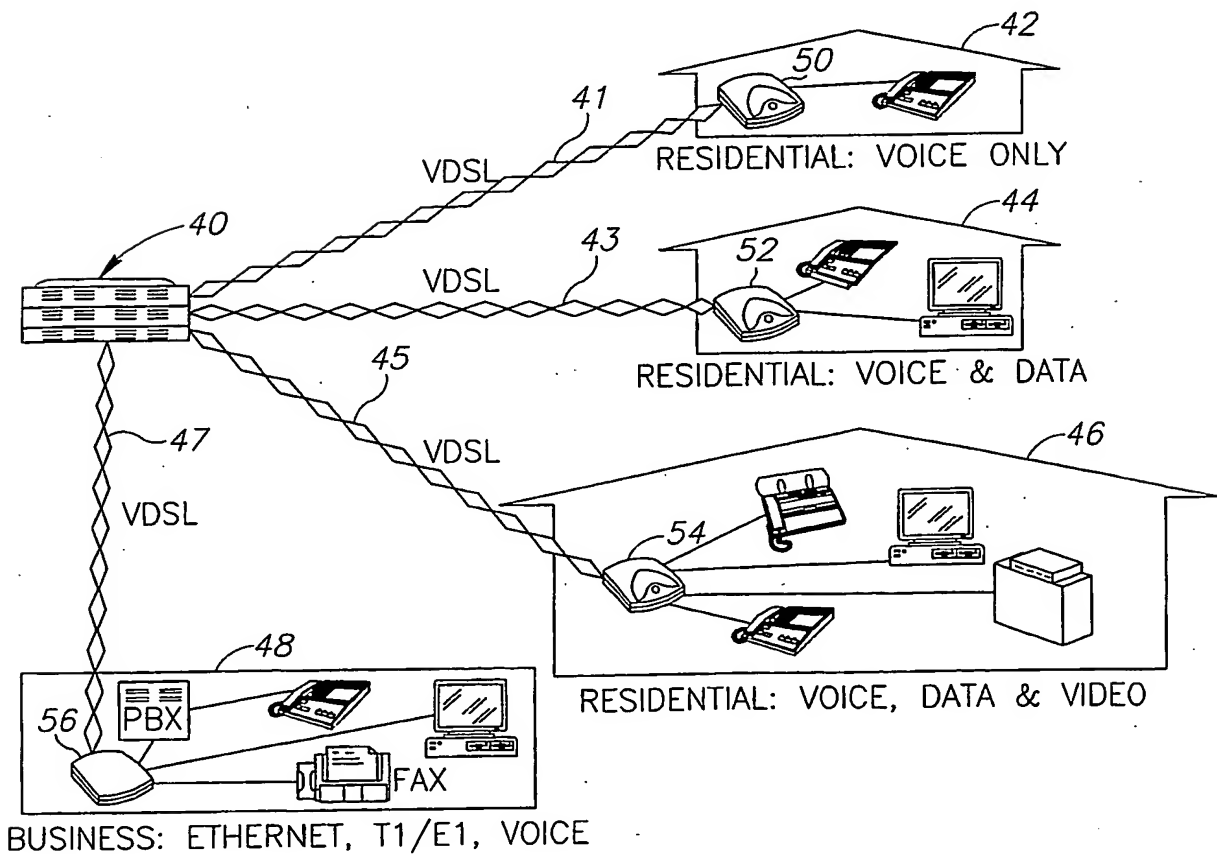 42
50
41
VDSL
RESIDENTIAL: VOICE ONLY
44
40
43
52
VDSL
RESIDENTIAL: VOICE & DATA
45
47
VDSL
46
VDSL
54
48
RESIDENTIAL: VOICE, DATA & VIDEO
56
PBX
FAX
BUSINESS: ETHERNET, T1/E1, VOICE